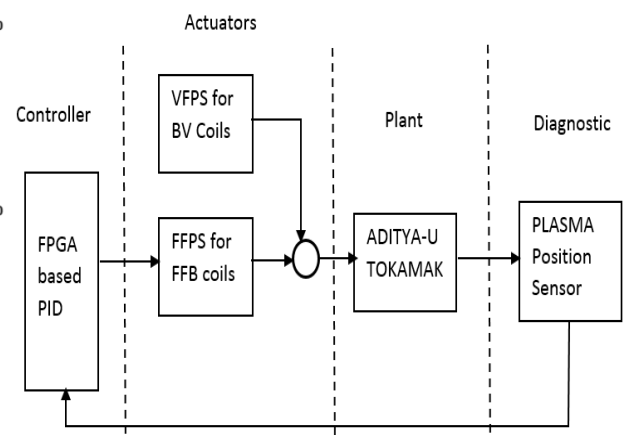 Actuators
Controller
VFPS for
BV Coils
Plant
Diagnostic
FPGA
based
PID
FFPS for
FFB coils
ADITYA-U
TOKAMAK
PLASMA
Position
Sensor